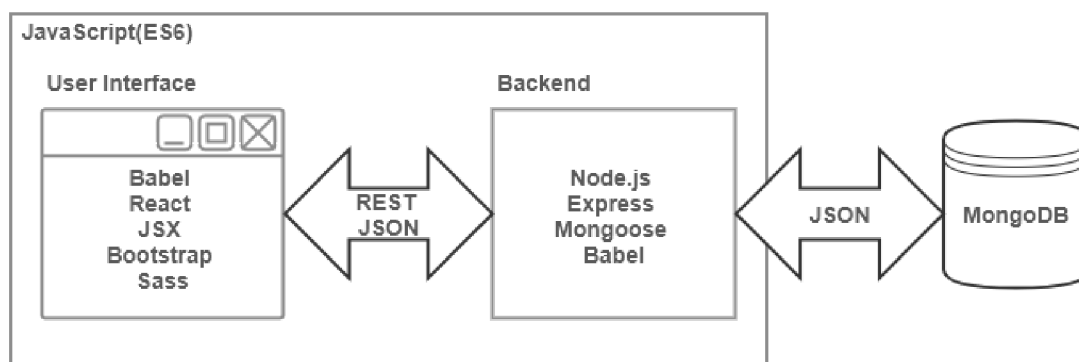 JavaScript(ES6)
User Interface
Backend
Babel
React
JSX
Bootstrap
Sass
REST
JSON
Node.js
Express
Mongoose
Babel
JSON
MongoDB